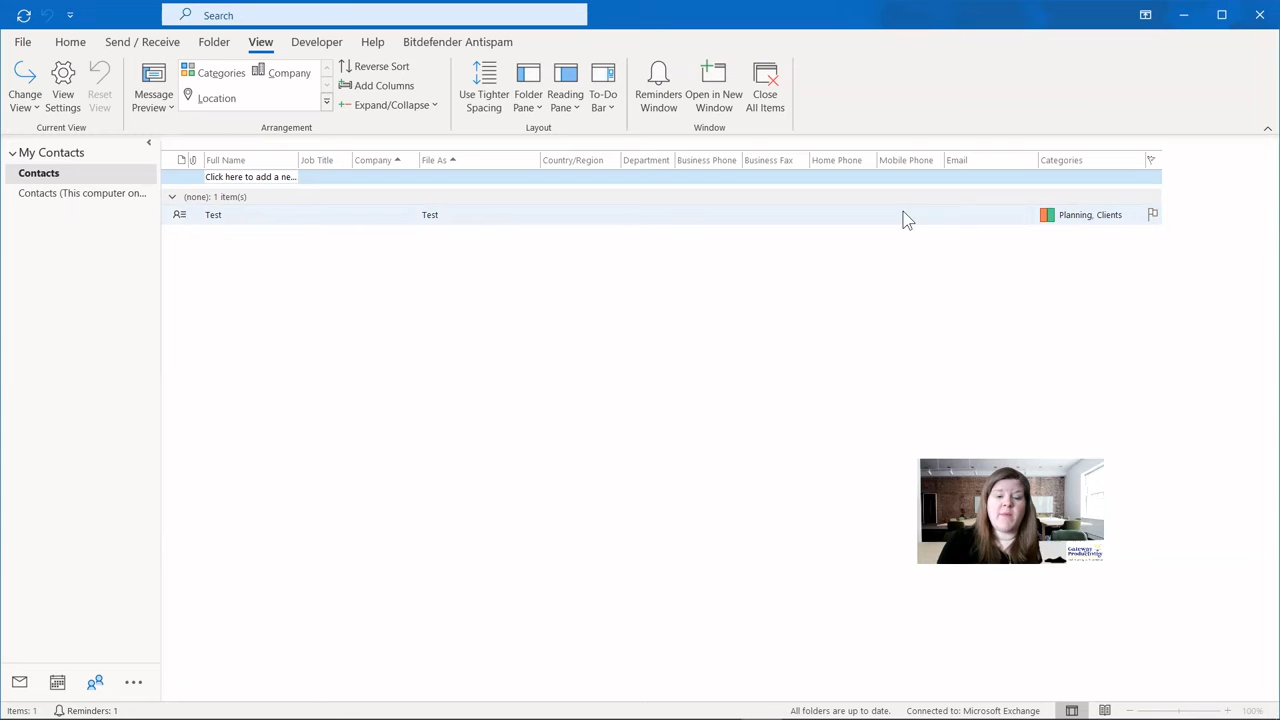 Search
File Home Send / Receive Folder View Developer Help Bitdefender Antispam
Change View View Settings Reset View
Current View
Message Preview Categories Company Location
Reverse Sort
Add Columns
Expand/Collapse
Arrangement
Use Tighter Spacing Folder Pane Reading Pane To-Do Bar
Layout
Reminders Window Open in New Window Close All Items
Window
My Contacts
Contacts
Contacts (This computer on...
Full Name Job Title Company File As Country/Region Department Business Phone Business Fax Home Phone Mobile Phone Email Categories
Click here to add a ne...
(none): 1 item(s)
Test Test Planning, Clients
Gateway
Productivity
Items: 1 Reminders: 1 All folders are up to date. Connected to: Microsoft Exchange 100%